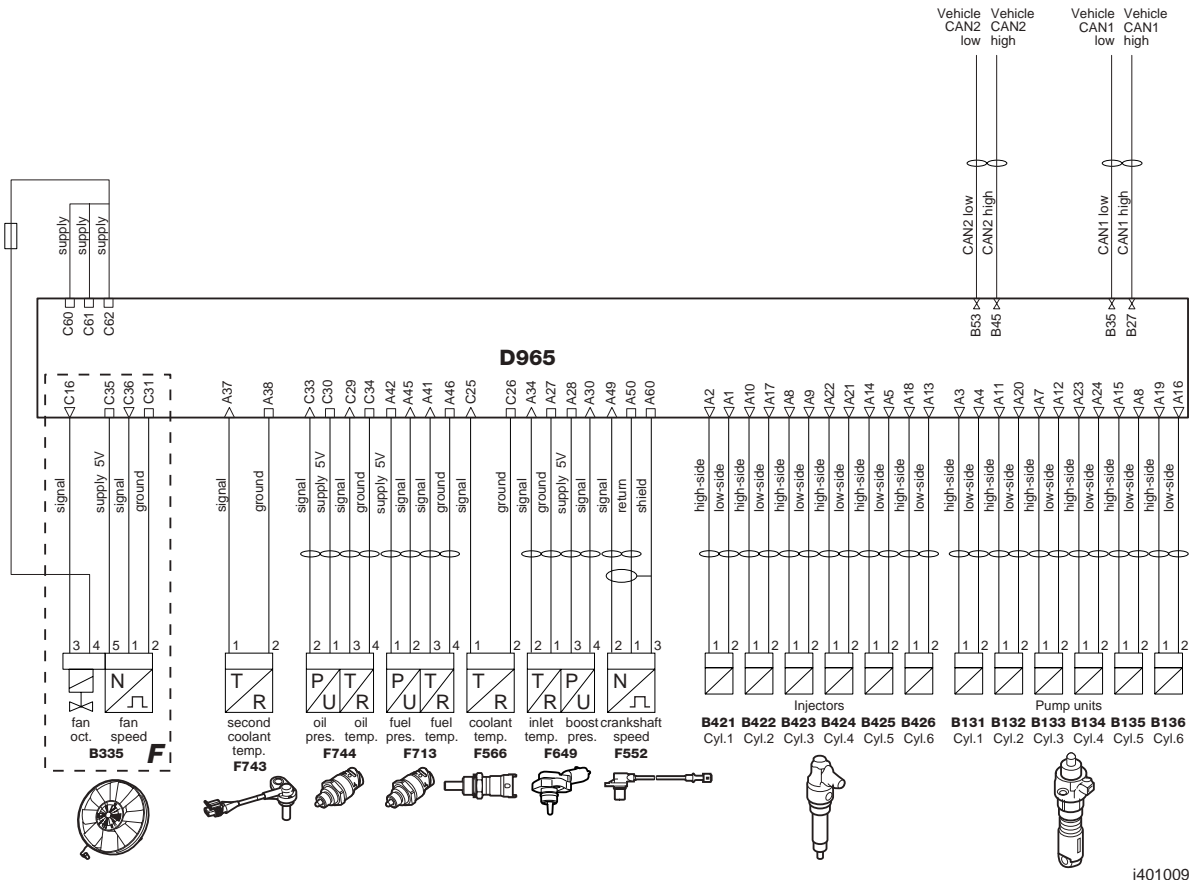 Vehicle Vehicle Vehicle Vehicle
CAN2 CAN2 CAN1 CAN1
low high low high
CAN2 low
CAN2 high
CAN1 low
CAN1 high
supply
supply
supply
C60 C61 C62
B53 B45 B35 B27
D965
C16 C35 C36 C31 A37 A38 C33 C30 C29 C34 A42 A45 A41 A46 C25 C26 A34 A27 A28 A30 A49 A50 A60 A2 A1 A10 A17 A8 A9 A22 A21 A14 A5 A18 A13 A3 A4 A11 A20 A7 A12 A23 A24 A15 A8 A19 A16
signal
supply 5V
signal
ground
signal
ground
signal
supply 5V
signal
ground
supply 5V
signal
signal
ground
signal
ground
signal
ground
supply 5V
signal
signal
return
shield
high-side
low-side
high-side
low-side
high-side
low-side
high-side
low-side
high-side
low-side
high-side
low-side
high-side
low-side
high-side
low-side
high-side
low-side
high-side
low-side
high-side
low-side
high-side
low-side
3 4 5 1 2 1 2 2 1 3 4 1 2 3 4 1 2 2 1 3 4 2 1 3 1 2 1 2 1 2 1 2 1 2 1 2 1 2 1 2 1 2 1 2 1 2 1 2
N T R P U T R P U T R T R T R P U N
fan oct.
fan speed
B335
F
second coolant temp.
F743
oil pres.
oil temp.
F744
fuel pres.
fuel temp.
F713
coolant temp.
F566
inlet temp.
boost pres.
F649
crankshaft speed
F552
Injectors
B421 B422 B423 B424 B425 B426
Cyl.1 Cyl.2 Cyl.3 Cyl.4 Cyl.5 Cyl.6
Pump units
B131 B132 B133 B134 B135 B136
Cyl.1 Cyl.2 Cyl.3 Cyl.4 Cyl.5 Cyl.6
i401009